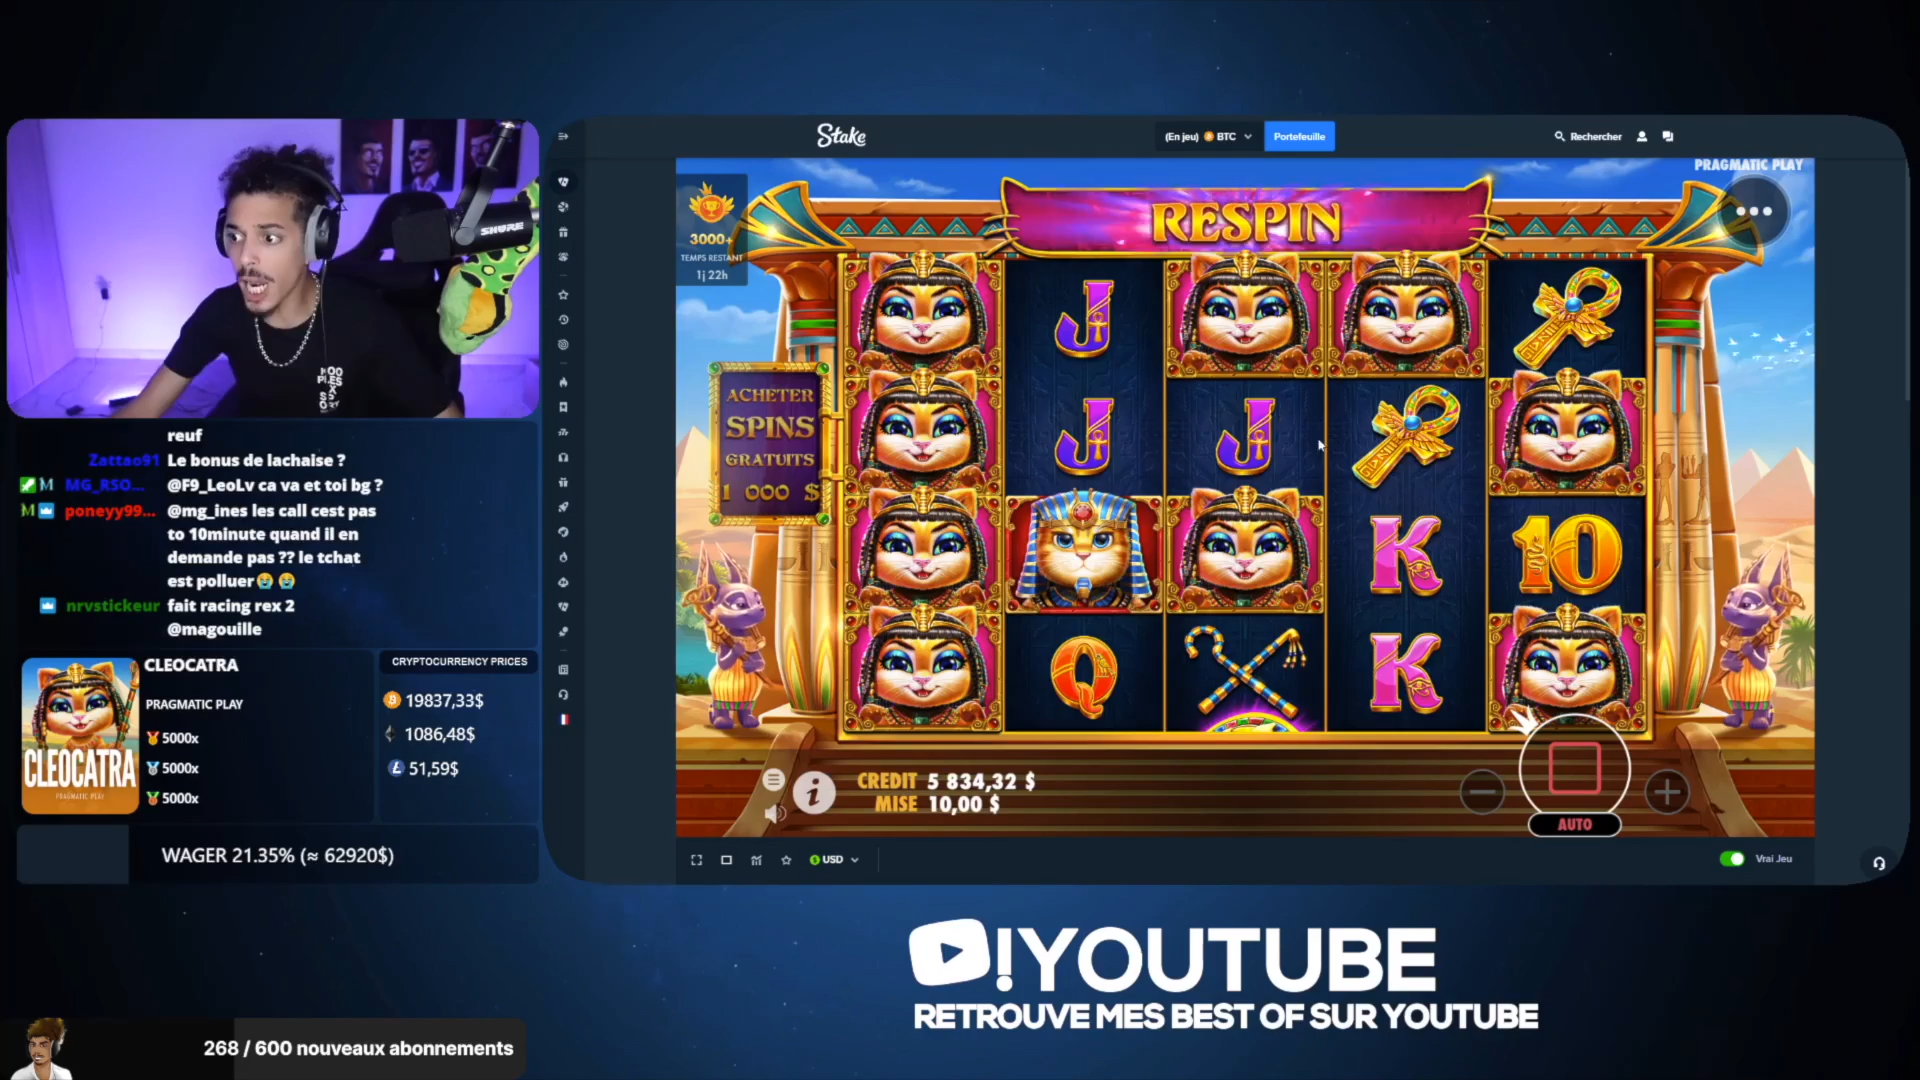 SHURE
reuf
Zattao91 Le bonus de lachaise ?
M MG_RSO... @F9_LeoLv ca va et toi bg ?
M poneyy99... @mg_ines les call cest pas
to 10minute quand il en
demande pas ?? le tchat
est polluer😭 😭
nrvstickeur fait racing rex 2
@magouille
CLEOCATRA
PRAGMATIC PLAY
5000x
5000x
5000x
CLEOCATRA
PRAGMATIC PLAY
CRYPTOCURRENCY PRICES
19837,33$
1086,48$
51,59$
WAGER 21.35% (≈ 62920$)
268 / 600 nouveaux abonnements
Stake
(En jeu) BTC
Portefeuille
Rechercher
PRAGMATIC PLAY
3000+
TEMPS RESTANT
1j 22h
RESPIN
ACHETER
SPINS
GRATUITS
1 000 $
J
J J
K 10
Q K
CREDIT 5 834,32 $
MISE 10,00 $
AUTO
USD
Vrai Jeu
!YOUTUBE
RETROUVE MES BEST OF SUR YOUTUBE